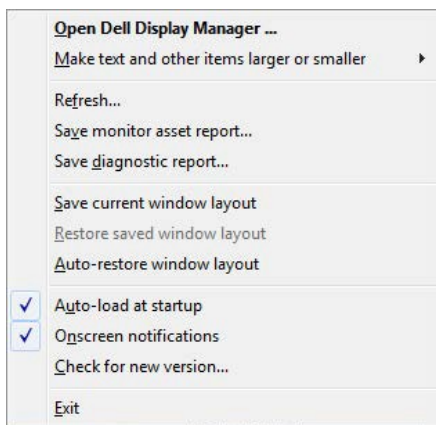 Open Dell Display Manager ...
Make text and other items larger or smaller
Refresh...
Save monitor asset report...
Save diagnostic report...
Save current window layout
Restore saved window layout
Auto-restore window layout
Auto-load at startup
Onscreen notifications
Check for new version...
Exit